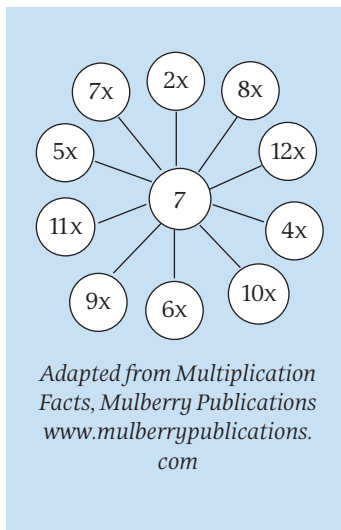 7x 2x 8x
5x 12x
7
11x 4x
9x 6x 10x
Adapted from Multiplication
Facts, Mulberry Publications
www.mulberrypublications.
com